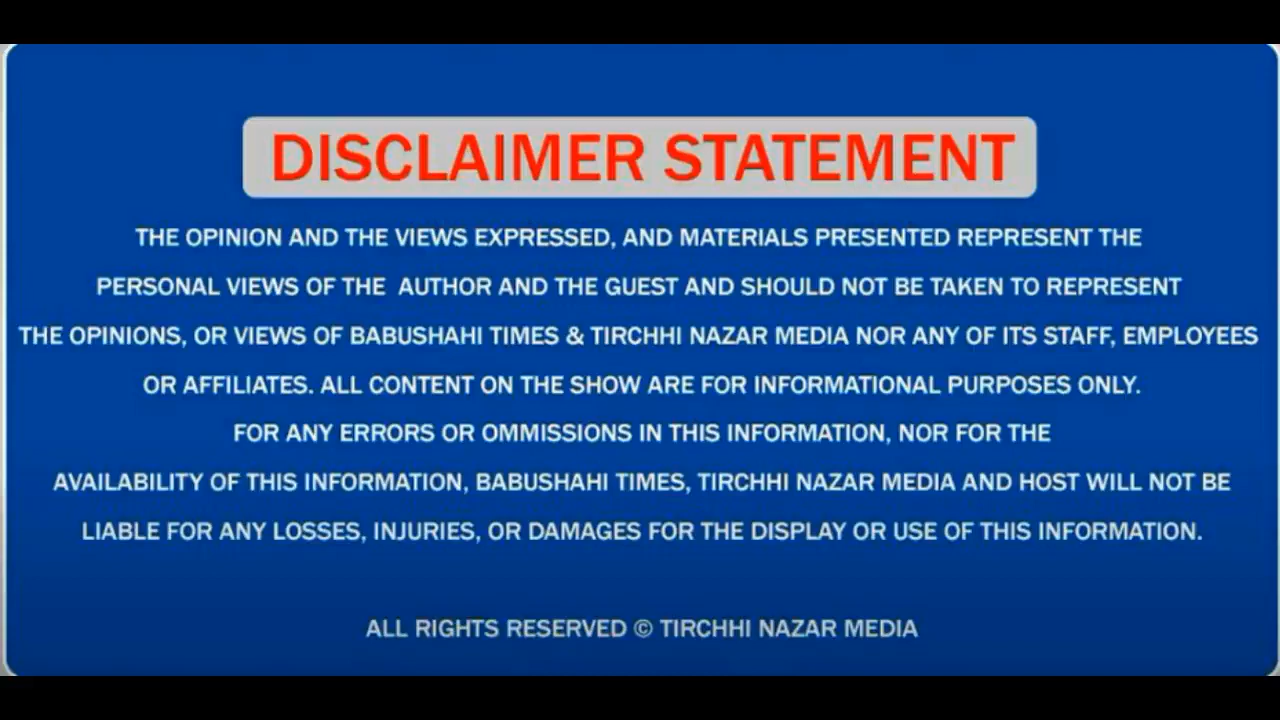 DISCLAIMER STATEMENT
THE OPINION AND THE VIEWS EXPRESSED, AND MATERIALS PRESENTED REPRESENT THE
PERSONAL VIEWS OF THE AUTHOR AND THE GUEST AND SHOULD NOT BE TAKEN TO REPRESENT
THE OPINIONS, OR VIEWS OF BABUSHAHI TIMES & TIRCHHI NAZAR MEDIA NOR ANY OF ITS STAFF, EMPLOYEES
OR AFFILIATES. ALL CONTENT ON THE SHOW ARE FOR INFORMATIONAL PURPOSES ONLY.
FOR ANY ERRORS OR OMMISSIONS IN THIS INFORMATION, NOR FOR THE
AVAILABILITY OF THIS INFORMATION, BABUSHAHI TIMES, TIRCHHI NAZAR MEDIA AND HOST WILL NOT BE
LIABLE FOR ANY LOSSES, INJURIES, OR DAMAGES FOR THE DISPLAY OR USE OF THIS INFORMATION.
ALL RIGHTS RESERVED © TIRCHHI NAZAR MEDIA